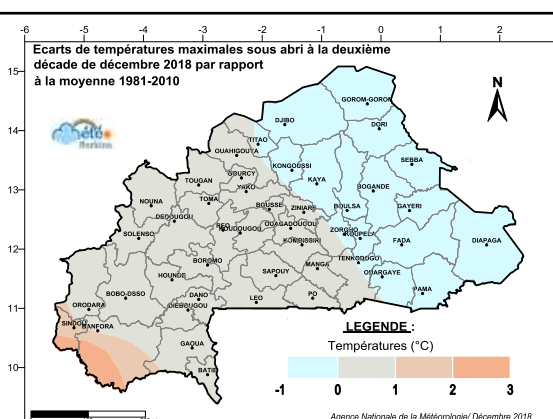 -6 -5 -4 -3 -2 -1 0 1 2
Ecarts de températures maximales sous abri à la deuxième
décade de décembre 2018 par rapport
à la moyenne 1981-2010
N
15
14
13
12
11
10
GOROM-GOROM
DJIBO
DORI
TITAO
OUAHIGOUYA
SEBBA
KONGOUSSI
GOURCY
TOUGAN
KAYA
YAKO
BOGANDE
TOMA
NOUNA
BOUSSE
ZINIARE
BOULSA
GAYERI
DEDOUGOU
OUAGADOUGOU
KOUDOUGOU
ZORGHO
KOUPELA
SOLENSO
KOMBISSIRI
FADA
DIAPAGA
BOROMO
MANGA
TENKODOGO
HOUNDE
SAPOUY
OUARGAYE
BOBO-DSSO
DANO
LEO
PO
PAMA
ORODARA
DIEBOUGOU
SINDOU
BANFORA
GAOUA
BATIE
LEGENDE :
Températures (°C)
-1 0 1 2 3
Agence Nationale de la Météorologie/ Décembre 2018